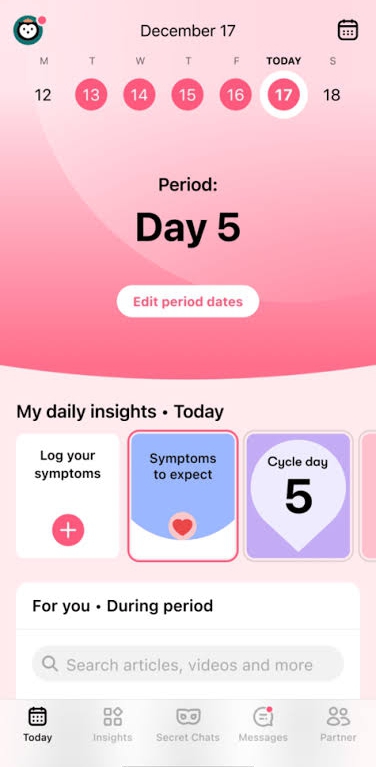 December 17
M T W T F TODAY S
12 13 14 15 16 17 18
Period:
Day 5
Edit period dates
My daily insights • Today
Log your
symptoms
Symptoms
to expect
Cycle day
5
For you • During period
Search articles, videos and more
Today Insights Secret Chats Messages Partner